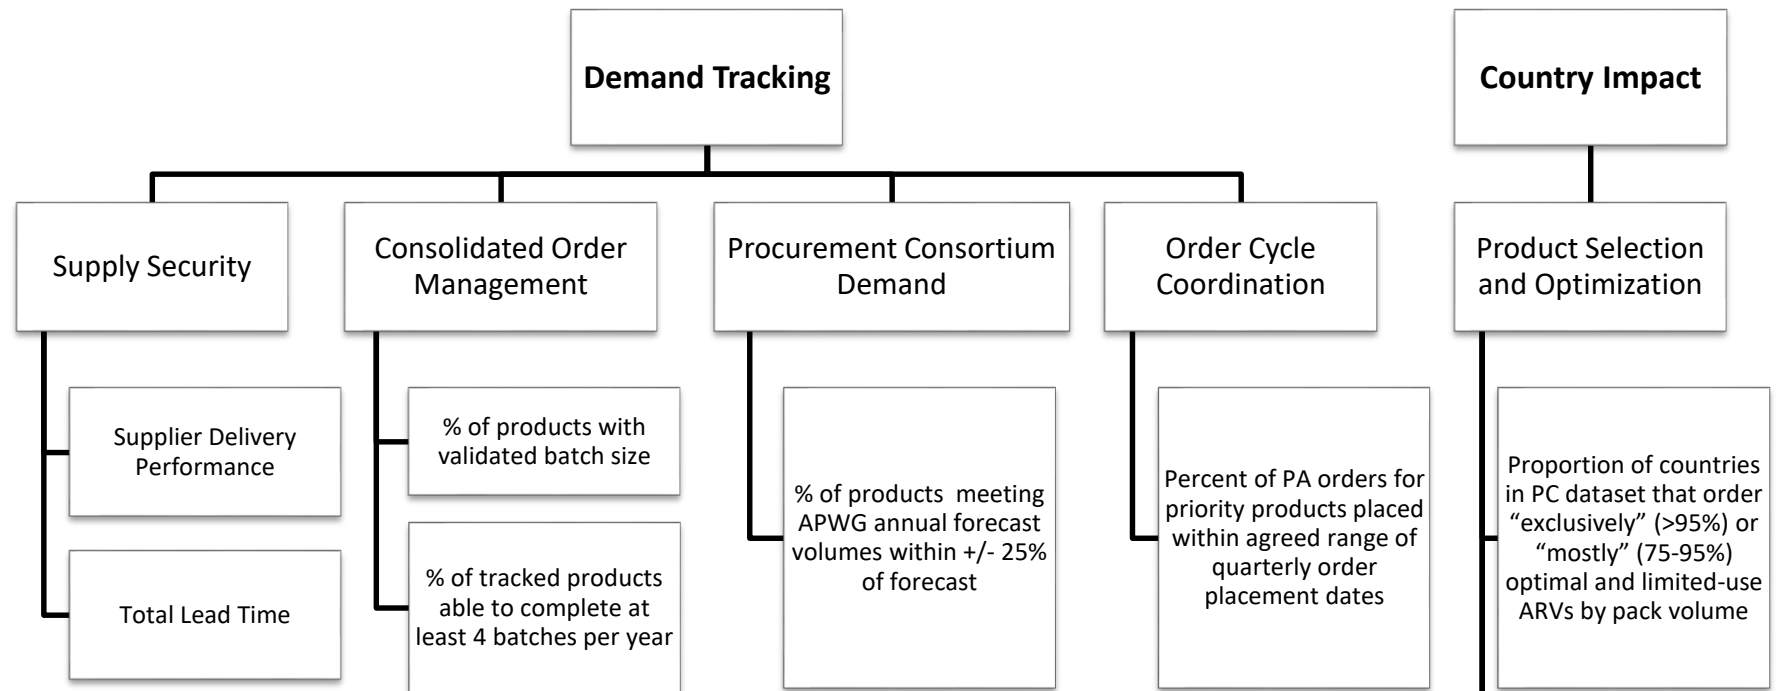 Demand Tracking
Country Impact
Supply Security
Consolidated Order
Management
Procurement Consortium
Demand
Order Cycle
Coordination
Product Selection
and Optimization
Supplier Delivery
Performance
Total Lead Time
% of products with
validated batch size
% of tracked products
able to complete at
least 4 batches per year
% of products meeting
APWG annual forecast
volumes within +/- 25%
of forecast
Percent of PA orders for
priority products placed
within agreed range of
quarterly order
placement dates
Proportion of countries
in PC dataset that order
“exclusively” (>95%) or
“mostly” (75-95%)
optimal and limited-use
ARVs by pack volume